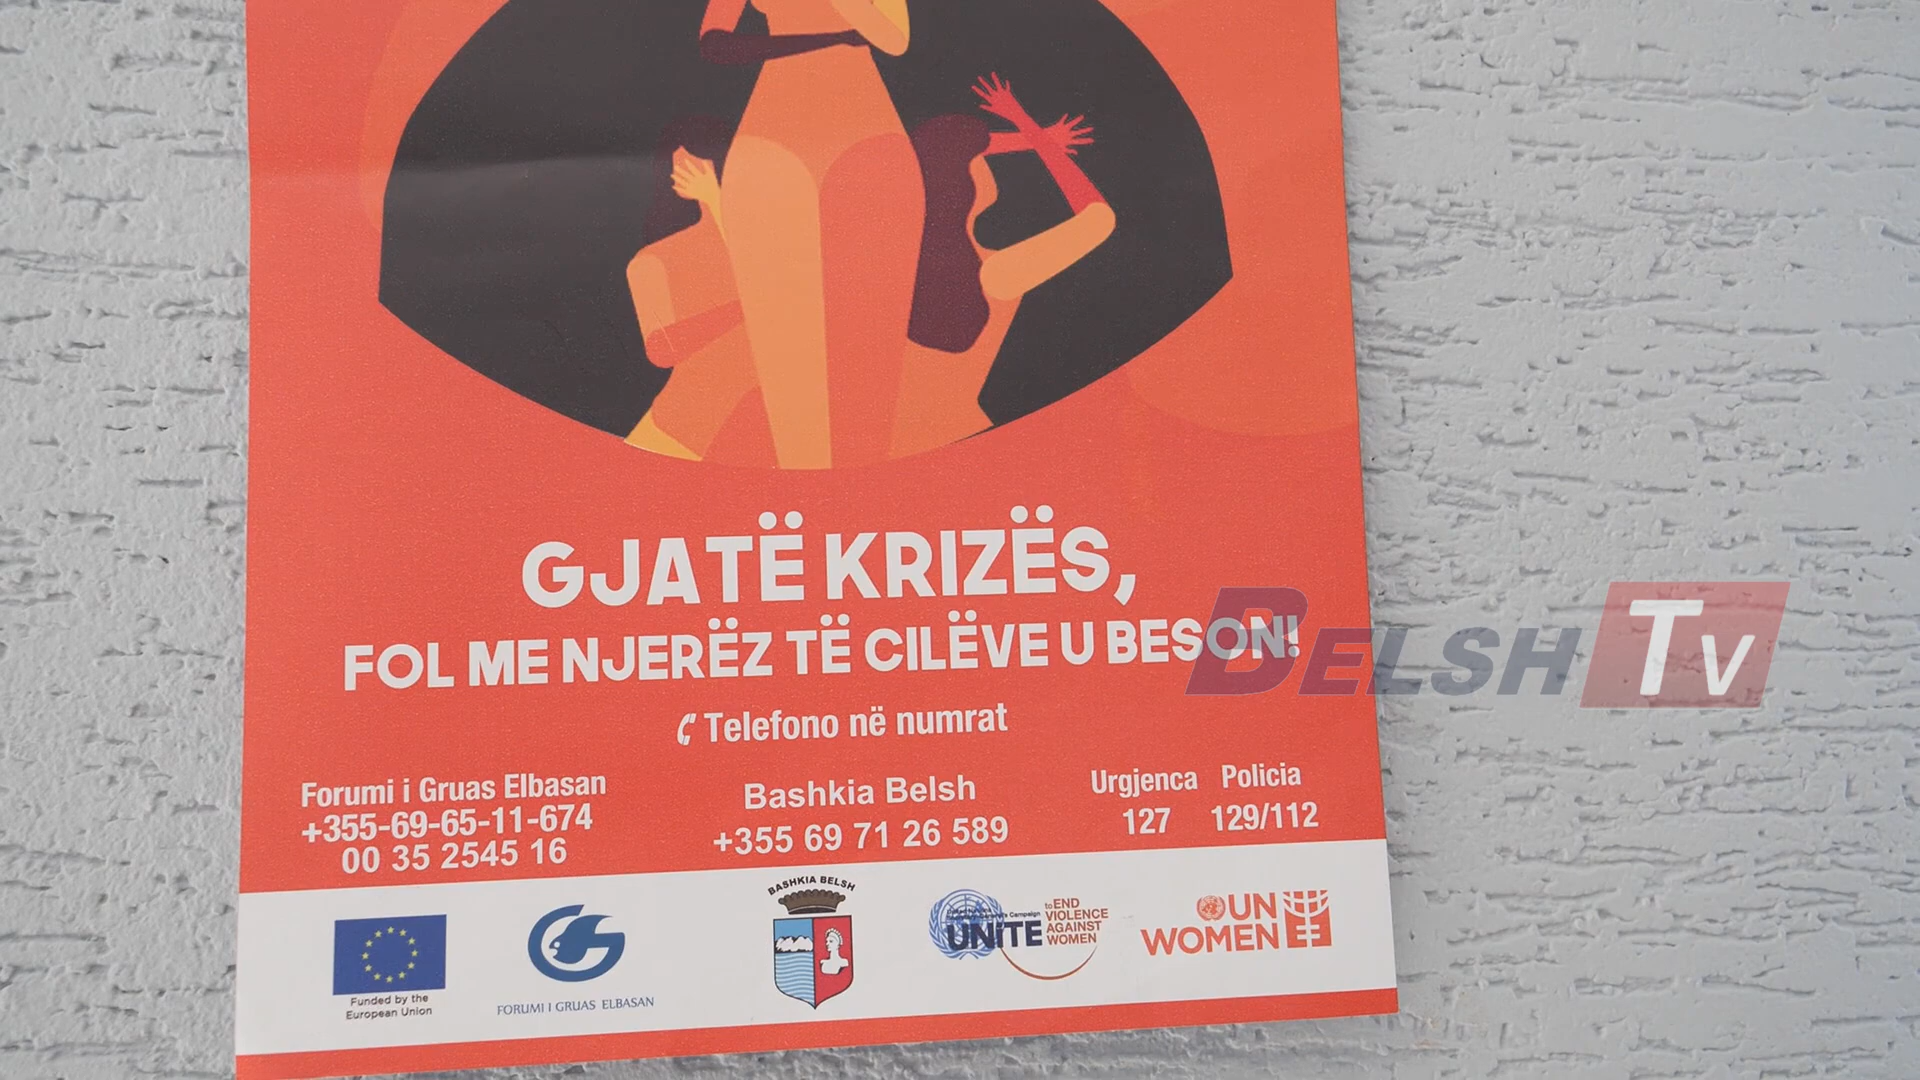 GJATË KRIZËS,
FOL ME NJERËZ TË CILËVE U BESON!
Telefono në numrat
Forumi i Gruas Elbasan
+355-69-65-11-674
00 35 2545 16
Bashkia Belsh
+355 69 71 26 589
Urgjenca Policia
127 129/112
BELSH TV
Funded by the
European Union
FORUMI I GRUAS ELBASAN
BASHKIA BELSH
UNiTE
to END
VIOLENCE
AGAINST
WOMEN
UN
WOMEN